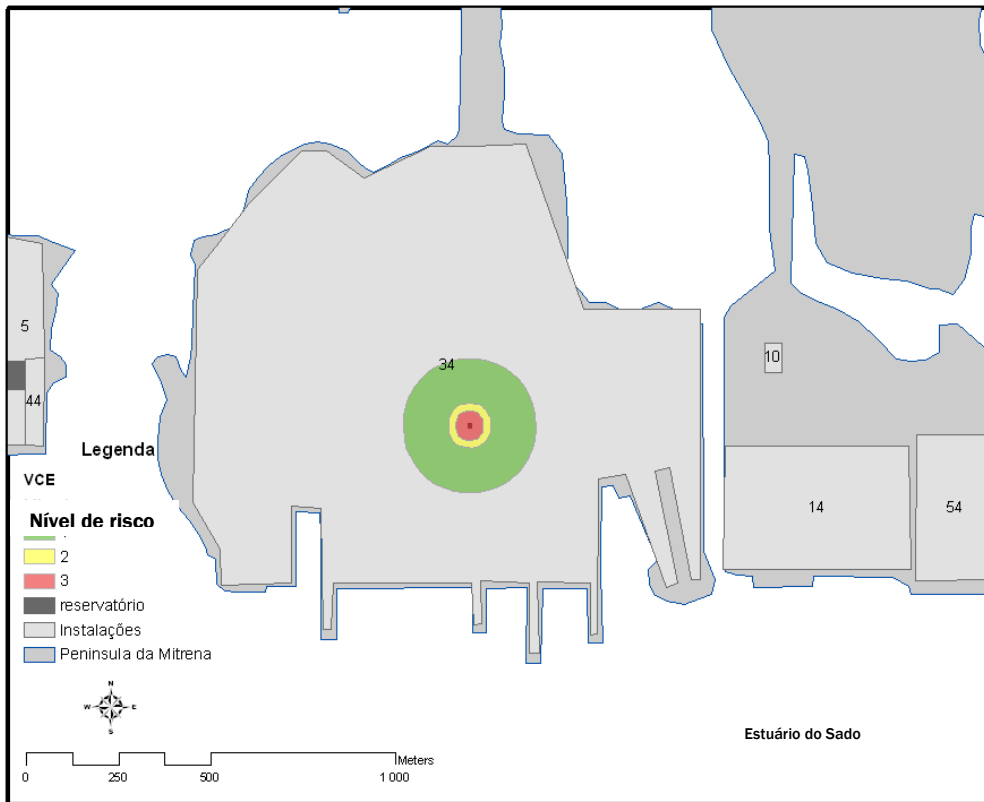 34
5
10
44
Legenda
VCE
14
54
Nível de risco
2
3
reservatório
Instalações
Peninsula da Mitrena
N
W E
S
Estuário do Sado
Meters
0 250 500 1 000